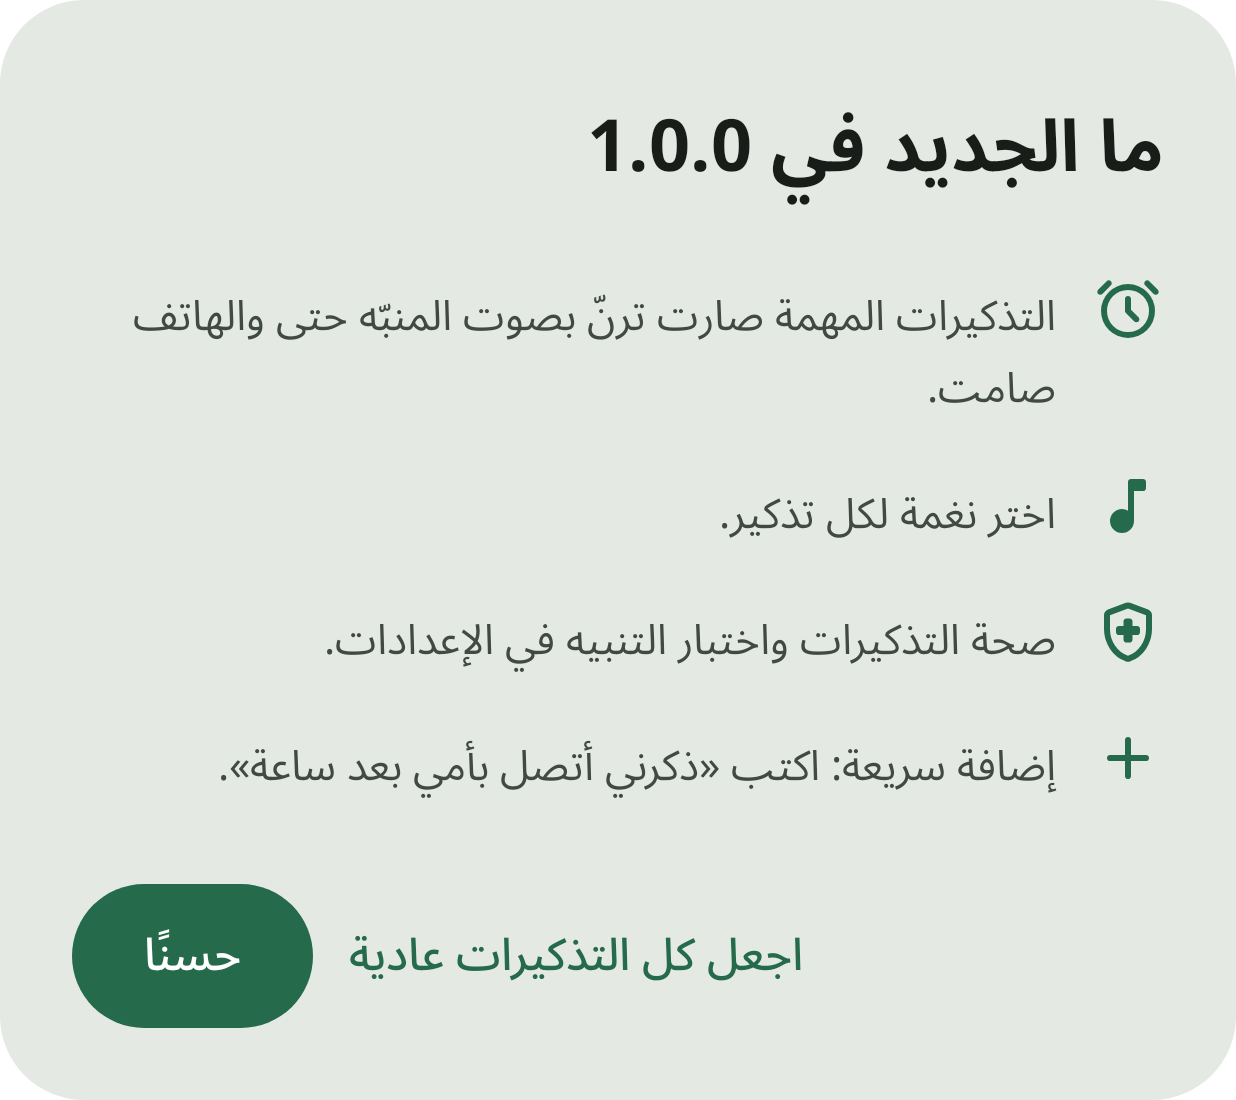 ما الجديد في 1.0.0
التذكيرات المهمة صارت ترنّ بصوت المنبّه حتى والهاتف
صامت.
اختر نغمة لكل تذكير.
صحة التذكيرات واختبار التنبيه في الإعدادات.
إضافة سريعة: اكتب «ذكرني أتصل بأمي بعد ساعة».
اجعل كل التذكيرات عادية
حسنًا